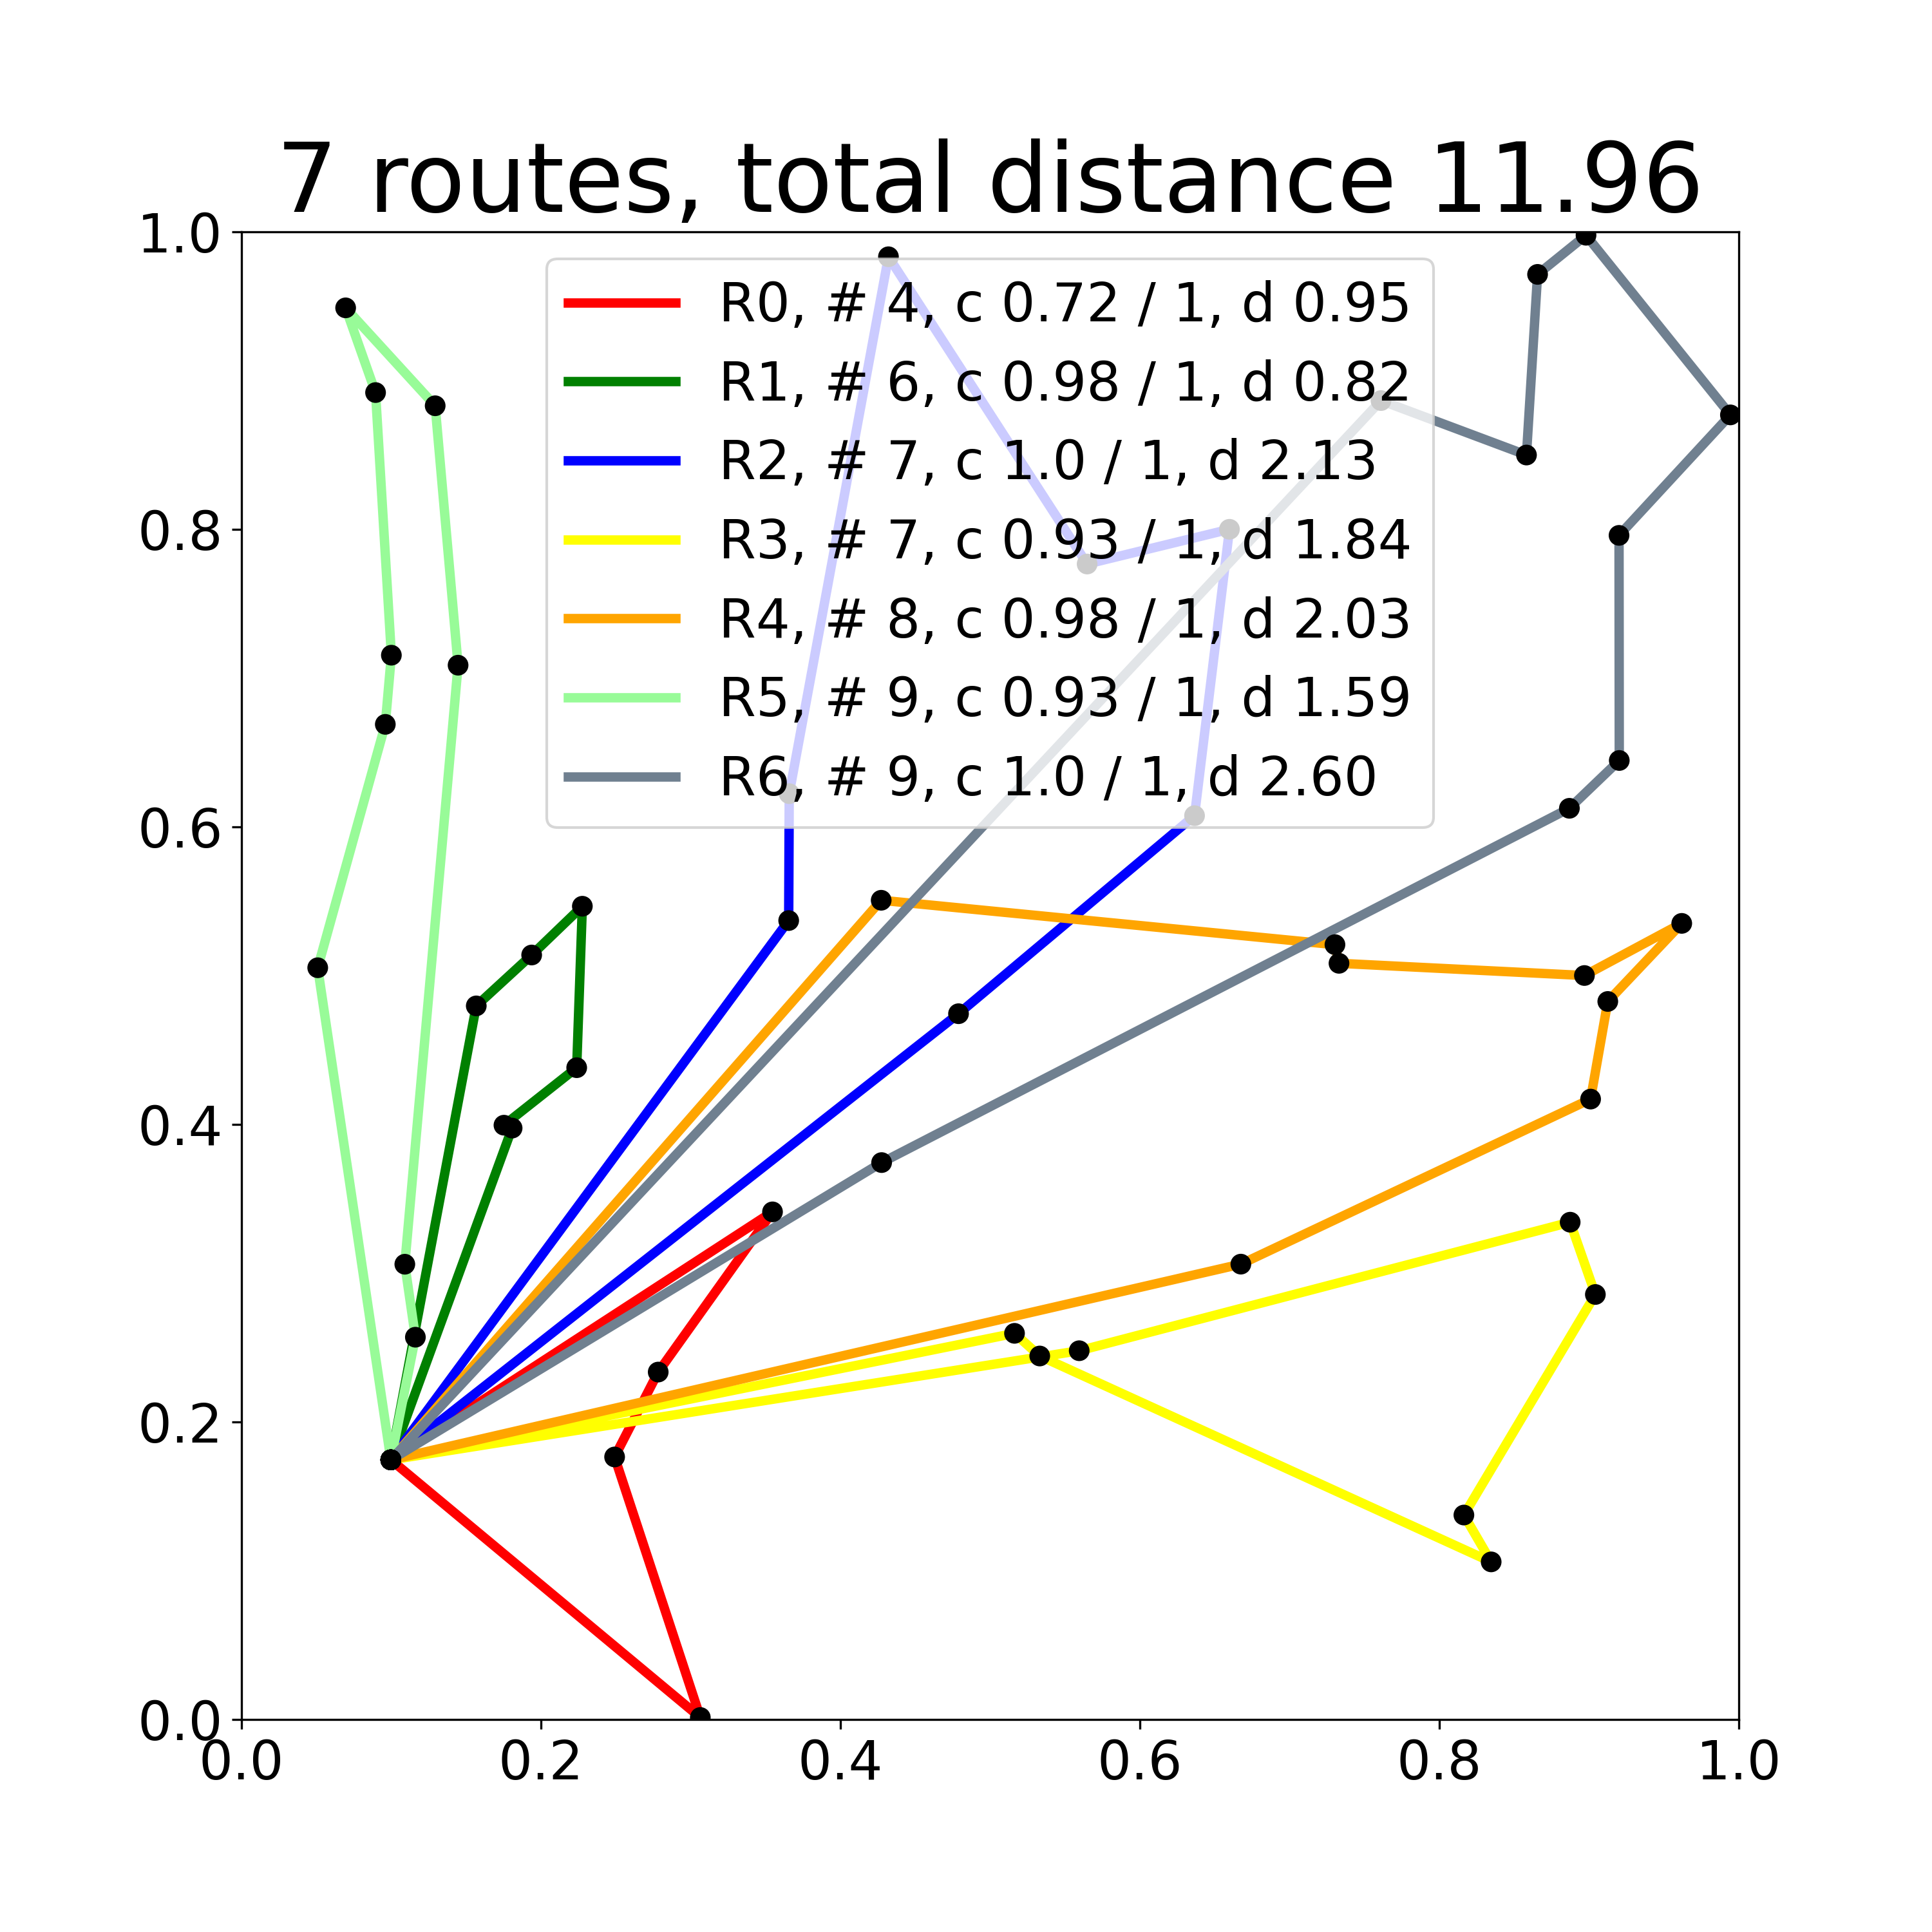 7 routes, total distance 11.96
1.0
0.8
0.6
0.4
0.2
0.0
R0, # 4, c 0.72 / 1, d 0.95
R1, # 6, c 0.98 / 1, d 0.82
R2, # 7, c 1.0 / 1, d 2.13
R3, # 7, c 0.93 / 1, d 1.84
R4, # 8, c 0.98 / 1, d 2.03
R5, # 9, c 0.93 / 1, d 1.59
R6, # 9, c 1.0 / 1, d 2.60
0.0 0.2 0.4 0.6 0.8 1.0